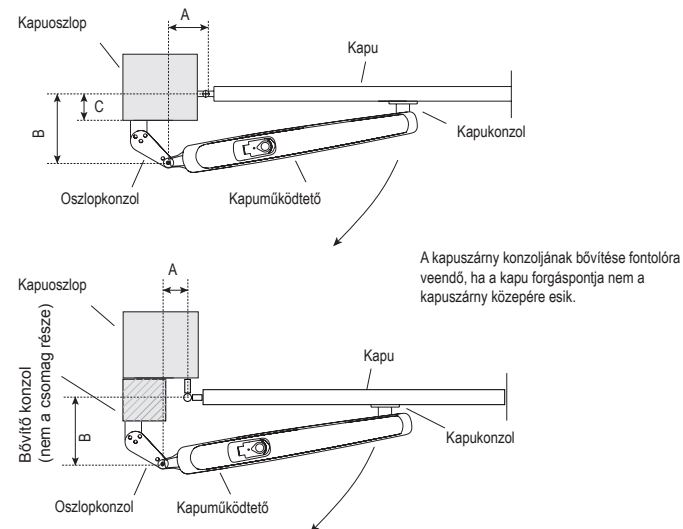 Kapuoszlop
A
Kapu
C
B
Kapukonzol
Oszlopkonzol
Kapuműködtető
A kapuszárny konzoljának bővítése fontolóra
veendő, ha a kapu forgáspontja nem a
kapuszárny közepére esik.
Kapuoszlop
A
Bővítő konzol
(nem a csomag része)
Kapu
B
Kapukonzol
Oszlopkonzol
Kapuműködtető